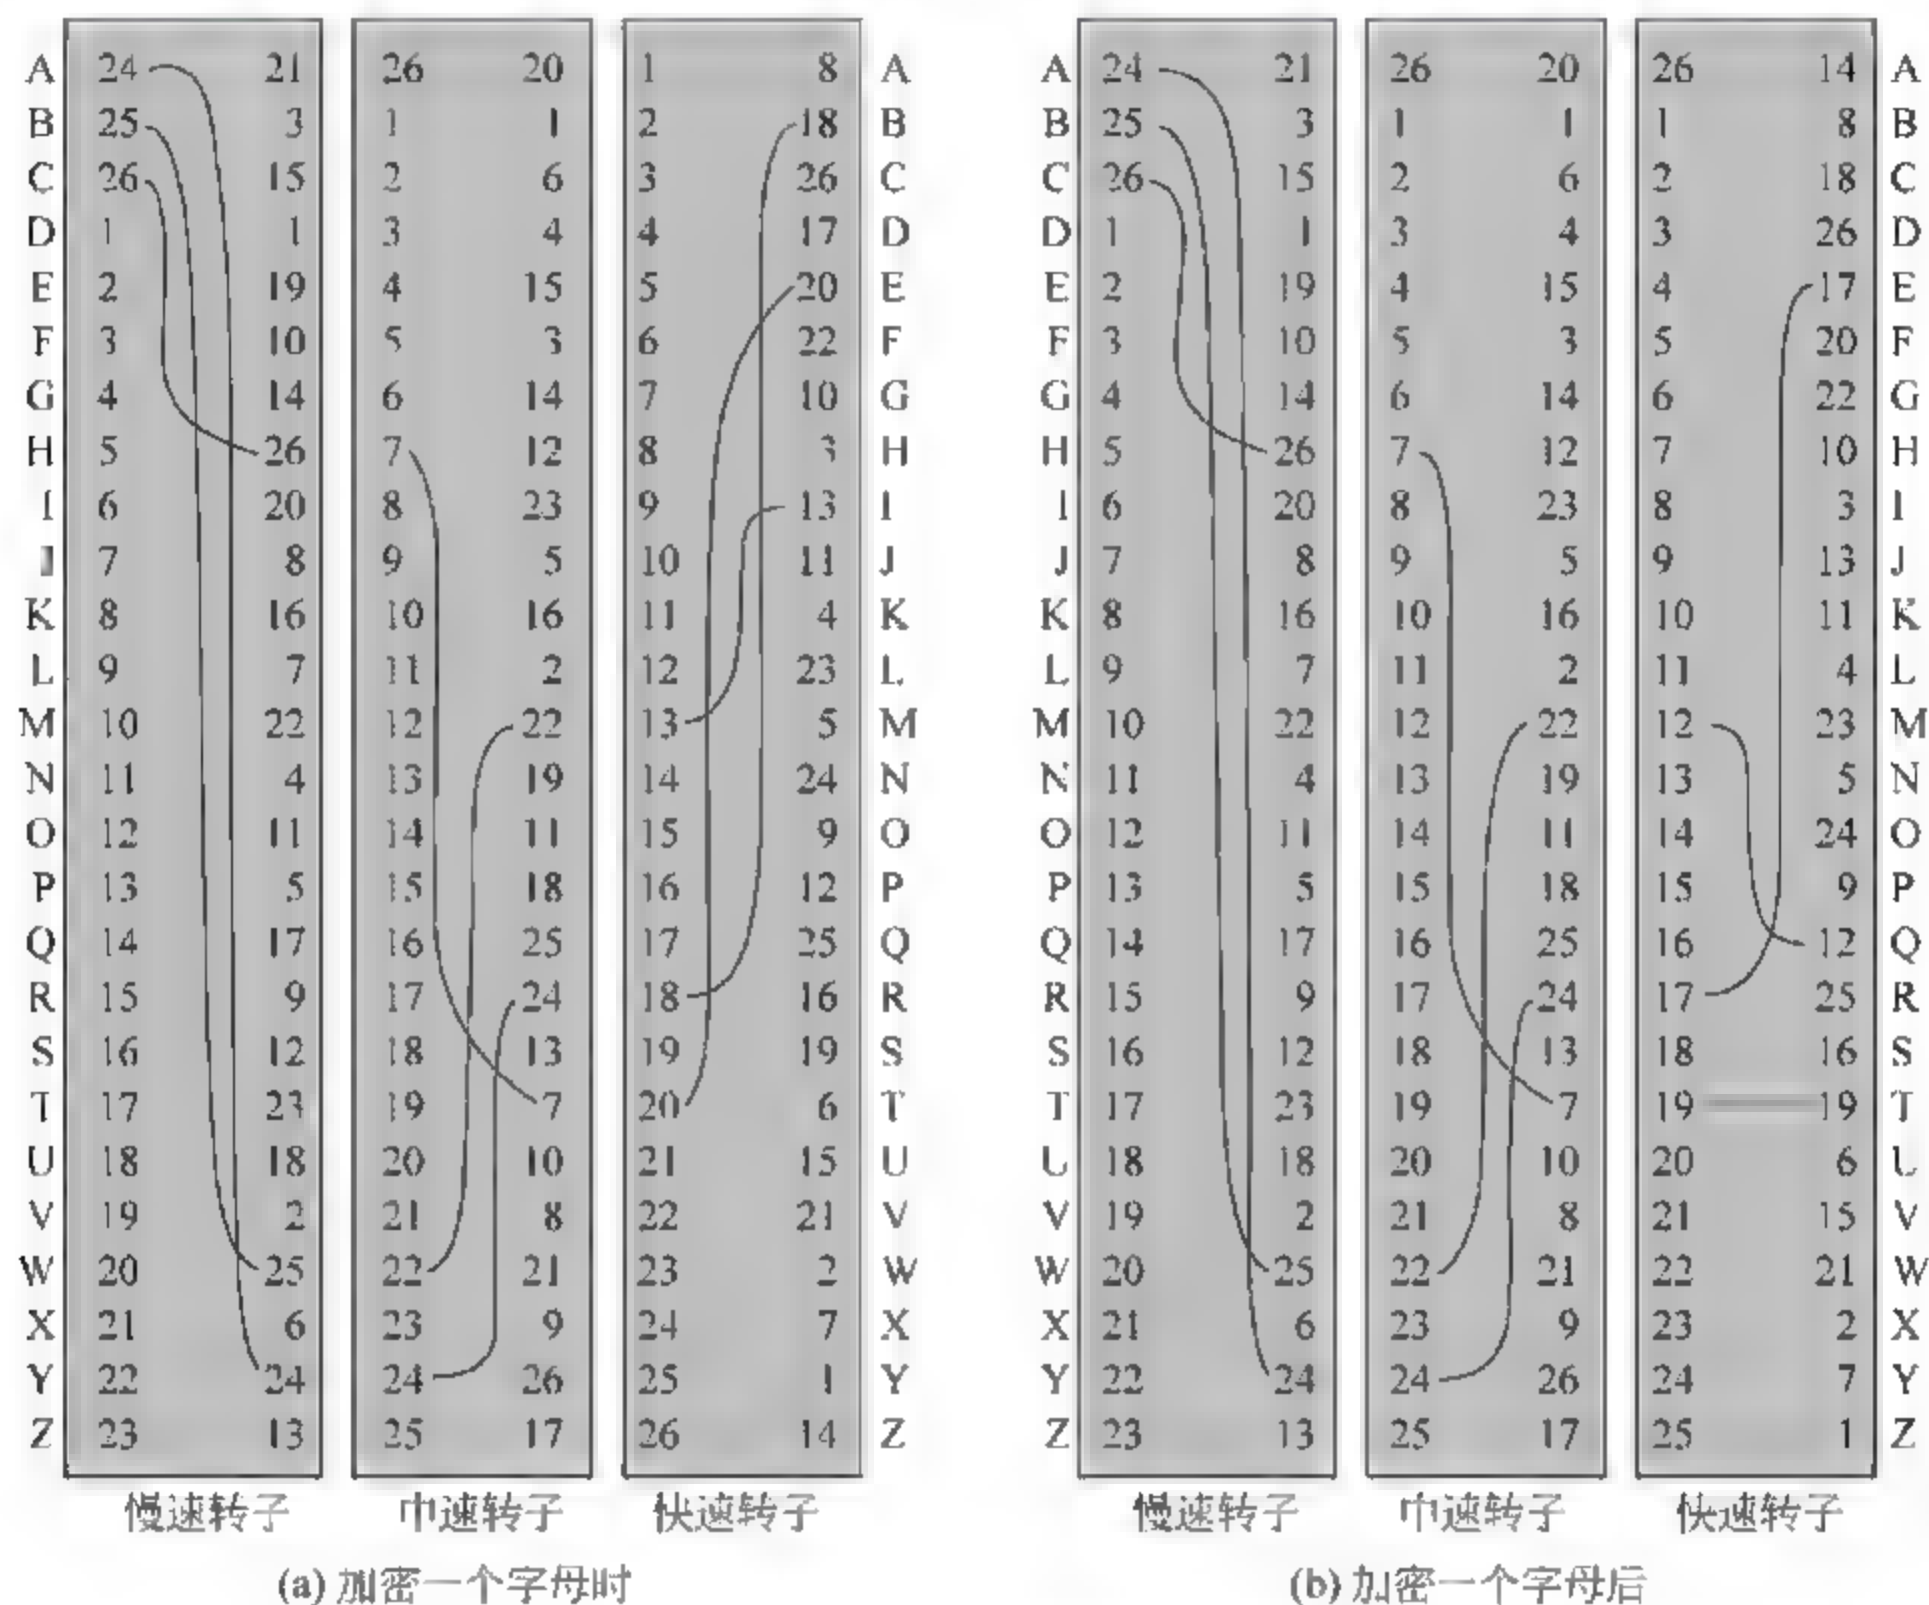 A 24 21 26 20 1 8 A A 24 21 26 20 26 14 A
B 25 3 1 1 2 18 B B 25 3 1 1 1 8 B
C 26 15 2 6 3 26 C C 26 15 2 6 2 18 C
D 1 1 3 4 4 17 D D 1 1 3 4 3 26 D
E 2 19 4 15 5 20 E E 2 19 4 15 4 17 E
F 3 10 5 3 6 22 F F 3 10 5 3 5 20 F
G 4 14 6 14 7 10 G G 4 14 6 14 6 22 G
H 5 26 7 12 8 3 H H 5 26 7 12 7 10 H
I 6 20 8 23 9 13 I I 6 20 8 23 8 3 I
J 7 8 9 5 10 11 J J 7 8 9 5 9 13 J
K 8 16 10 16 11 4 K K 8 16 10 16 10 11 K
L 9 7 11 2 12 23 L L 9 7 11 2 11 4 L
M 10 22 12 22 13 5 M M 10 22 12 22 12 23 M
N 11 4 13 19 14 24 N N 11 4 13 19 13 5 N
O 12 11 14 11 15 9 O O 12 11 14 11 14 24 O
P 13 5 15 18 16 12 P P 13 5 15 18 15 9 P
Q 14 17 16 25 17 25 Q Q 14 17 16 25 16 12 Q
R 15 9 17 24 18 16 R R 15 9 17 24 17 25 R
S 16 12 18 13 19 19 S S 16 12 18 13 18 16 S
T 17 23 19 7 20 6 T T 17 23 19 7 19 19 T
U 18 18 20 10 21 15 U U 18 18 20 10 20 6 U
V 19 2 21 8 22 21 V V 19 2 21 8 21 15 V
W 20 25 22 21 23 2 W W 20 25 22 21 22 21 W
X 21 6 23 9 24 7 X X 21 6 23 9 23 2 X
Y 22 24 24 26 25 1 Y Y 22 24 24 26 24 7 Y
Z 23 13 25 17 26 14 Z Z 23 13 25 17 25 1 Z
慢速转子 中速转子 快速转子 慢速转子 中速转子 快速转子
(a) 加密一个字母时 (b) 加密一个字母后